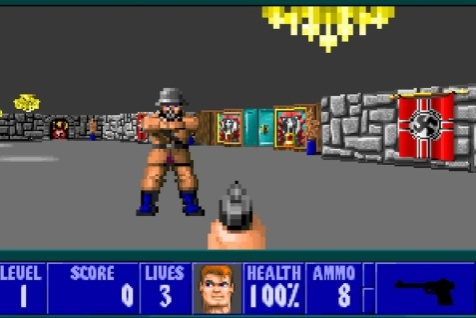 LEVEL SCORE LIVES HEALTH AMMO
1 0 3 100% 8